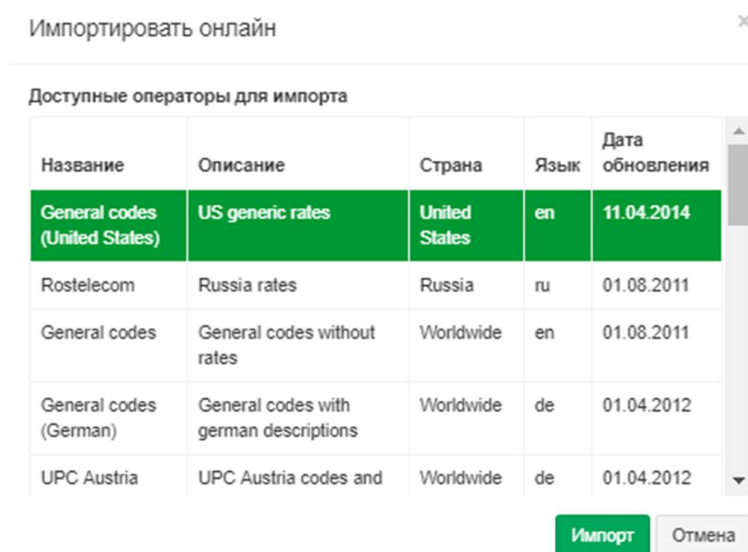 Импортировать онлайн
×
Доступные операторы для импорта
Название Описание Страна Язык Дата обновления
General codes (United States) US generic rates United States en 11.04.2014
Rostelecom Russia rates Russia ru 01.08.2011
General codes General codes without rates Worldwide en 01.08.2011
General codes (German) General codes with german descriptions Worldwide de 01.04.2012
UPC Austria UPC Austria codes and Worldwide de 01.04.2012
Импорт Отмена